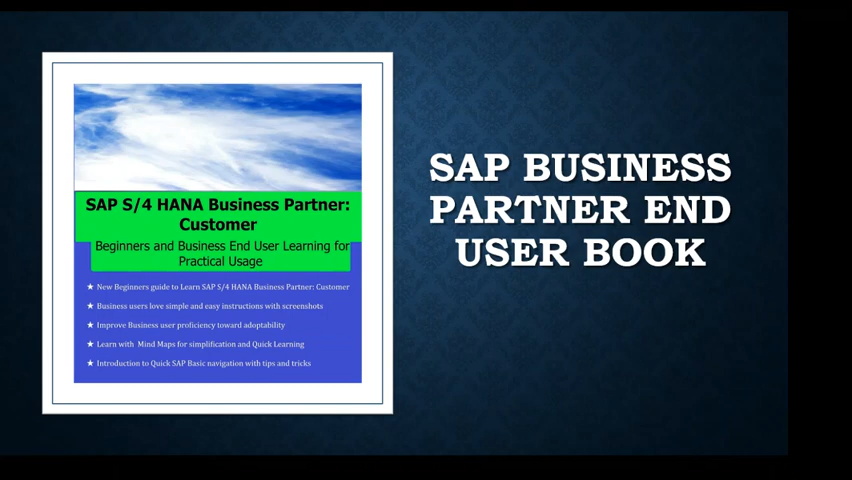 SAP S/4 HANA Business Partner:
Customer
Beginners and Business End User Learning for
Practical Usage
★ New Beginners guide to Learn SAP S/4 HANA Business Partner: Customer
★ Business users love simple and easy instructions with screenshots
★ Improve Business user proficiency toward adoptability
★ Learn with Mind Maps for simplification and Quick Learning
★ Introduction to Quick SAP Basic navigation with tips and tricks
SAP BUSINESS
PARTNER END
USER BOOK